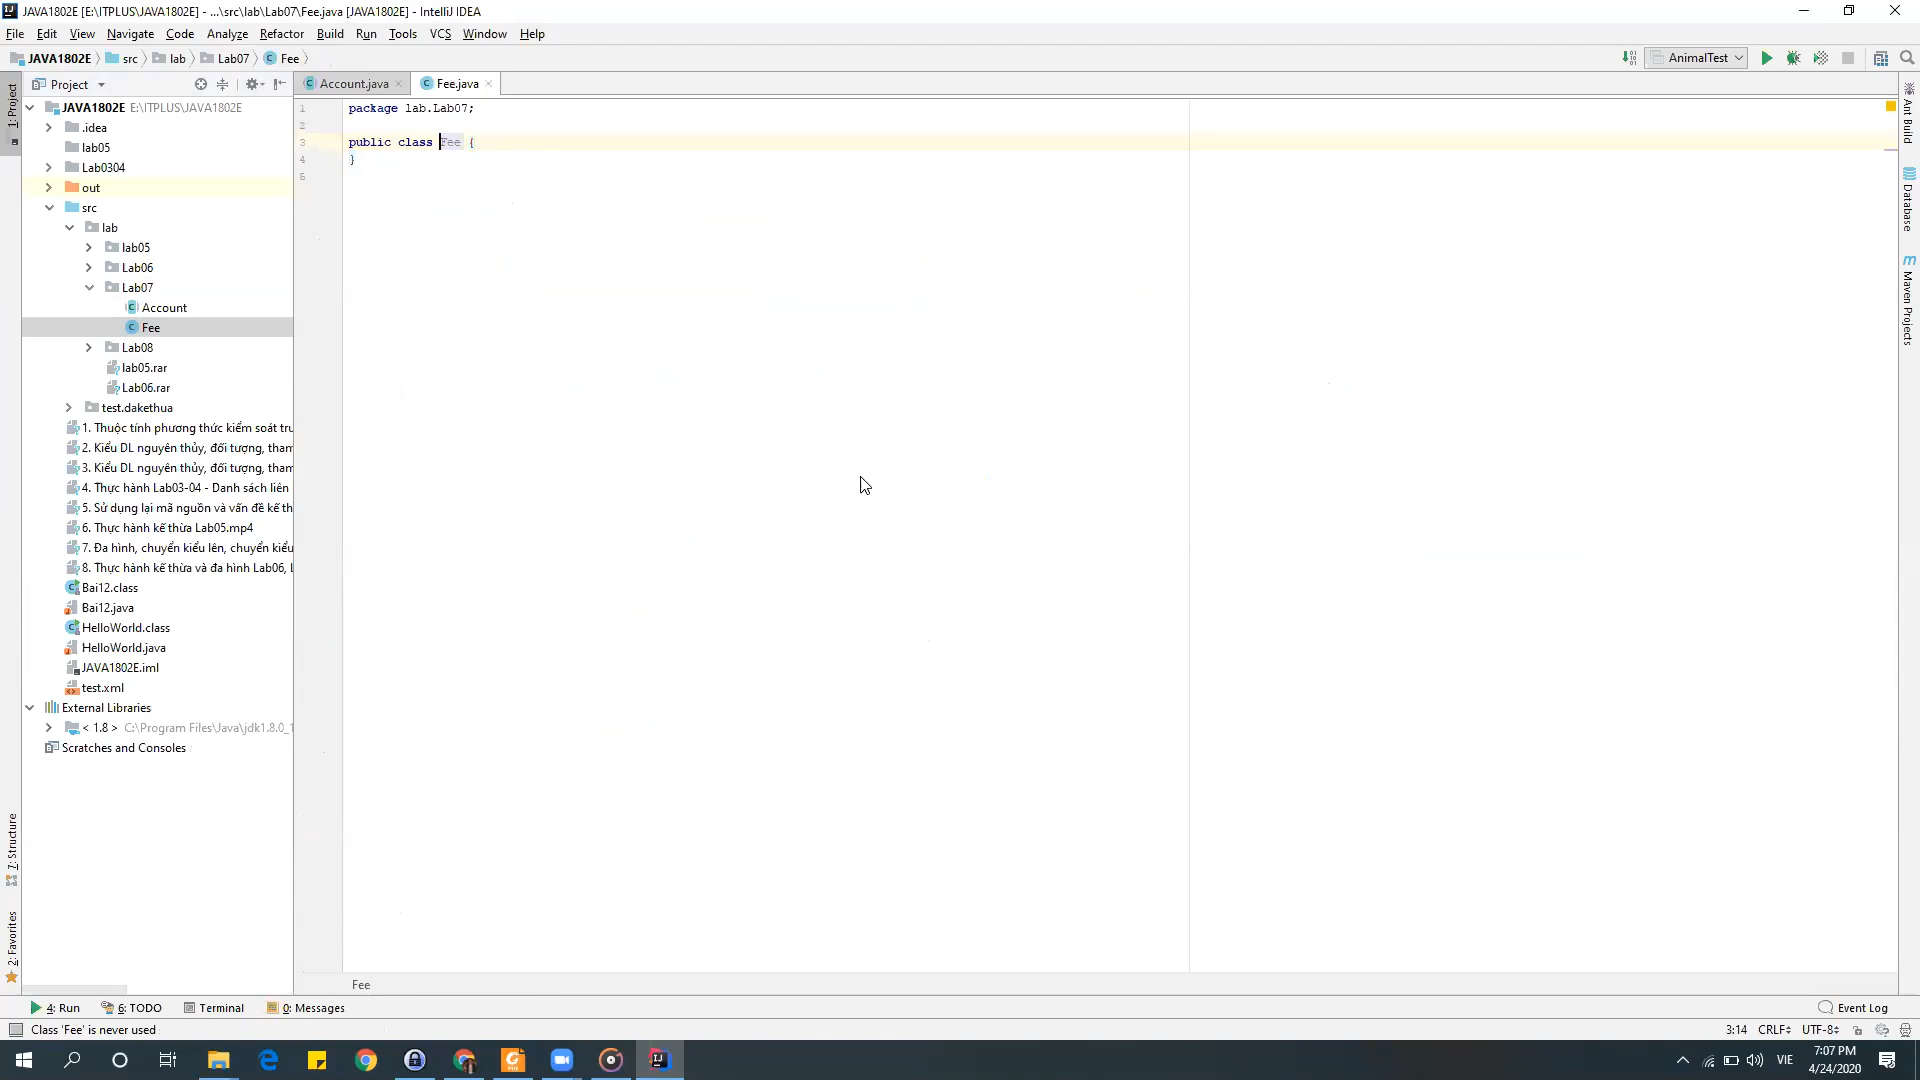 JAVA1802E [E:\ITPLUS\JAVA1802E] - ...\src\lab\Lab07\Fee.java [JAVA1802E] - IntelliJ IDEA
File Edit View Navigate Code Analyze Refactor Build Run Tools VCS Window Help
JAVA1802E src lab Lab07 Fee AnimalTest
1: Project
Project
Account.java Fee.java
JAVA1802E E:\ITPLUS\JAVA1802E
.idea
lab05
Lab0304
out
src
lab
lab05
Lab06
Lab07
Account
Fee
Lab08
lab05.rar
Lab06.rar
test.dakethua
1. Thuộc tính phương thức kiểm soát tru
2. Kiểu DL nguyên thủy, đối tượng, tham
3. Kiểu DL nguyên thủy, đối tượng, tham
4. Thực hành Lab03-04 - Danh sách liên
5. Sử dụng lại mã nguồn và vấn đề kế th
6. Thực hành kế thừa Lab05.mp4
7. Đa hình, chuyển kiểu lên, chuyển kiểu
8. Thực hành kế thừa và đa hình Lab06, L
Bai12.class
Bai12.java
HelloWorld.class
HelloWorld.java
JAVA1802E.iml
test.xml
External Libraries
< 1.8 > C:\Program Files\Java\jdk1.8.0_1
Scratches and Consoles
1 package lab.Lab07;
2
3 public class Fee {
4 }
5
Fee
Ant Build
Database
Maven Projects
7: Structure
2: Favorites
4: Run 6: TODO Terminal 0: Messages Event Log
Class 'Fee' is never used 3:14 CRLF UTF-8
VIE 7:07 PM
4/24/2020